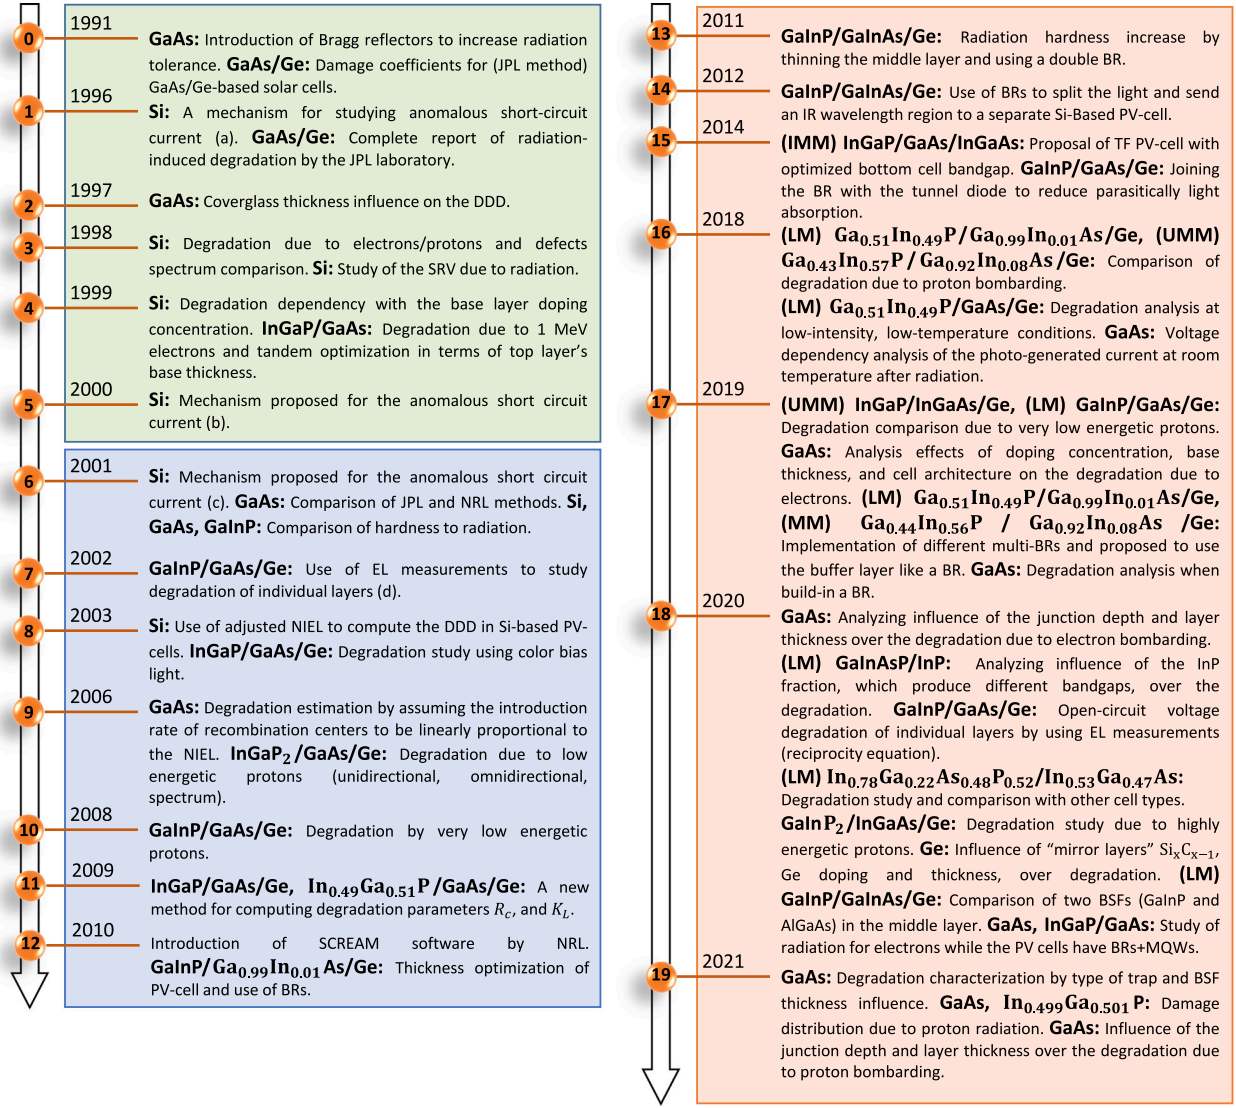 0
1991
GaAs: Introduction of Bragg reflectors to increase radiation
tolerance. GaAs/Ge: Damage coefficients for (JPL method)
GaAs/Ge-based solar cells.
1
1996
Si: A mechanism for studying anomalous short-circuit
current (a). GaAs/Ge: Complete report of radiation-
induced degradation by the JPL laboratory.
2
1997
GaAs: Coverglass thickness influence on the DDD.
3
1998
Si: Degradation due to electrons/protons and defects
spectrum comparison. Si: Study of the SRV due to radiation.
4
1999
Si: Degradation dependency with the base layer doping
concentration. InGaP/GaAs: Degradation due to 1 MeV
electrons and tandem optimization in terms of top layer's
base thickness.
5
2000
Si: Mechanism proposed for the anomalous short circuit
current (b).
6
2001
Si: Mechanism proposed for the anomalous short circuit
current (c). GaAs: Comparison of JPL and NRL methods. Si,
GaAs, GaInP: Comparison of hardness to radiation.
7
2002
GaInP/GaAs/Ge: Use of EL measurements to study
degradation of individual layers (d).
8
2003
Si: Use of adjusted NIEL to compute the DDD in Si-based PV-
cells. InGaP/GaAs/Ge: Degradation study using color bias
light.
9
2006
GaAs: Degradation estimation by assuming the introduction
rate of recombination centers to be linearly proportional to
the NIEL. InGaP₂/GaAs/Ge: Degradation due to low
energetic protons (unidirectional, omnidirectional,
spectrum).
10
2008
GaInP/GaAs/Ge: Degradation by very low energetic
protons.
11
2009
InGaP/GaAs/Ge, In₀.₄₉Ga₀.₅₁P/GaAs/Ge: A new
method for computing degradation parameters R_c, and K_L.
12
2010
Introduction of SCREAM software by NRL.
GaInP/Ga₀.₉₉In₀.₀₁As/Ge: Thickness optimization of
PV-cell and use of BRs.
13
2011
GaInP/GaInAs/Ge: Radiation hardness increase by
thinning the middle layer and using a double BR.
14
2012
GaInP/GaInAs/Ge: Use of BRs to split the light and send
an IR wavelength region to a separate Si-Based PV-cell.
15
2014
(IMM) InGaP/GaAs/InGaAs: Proposal of TF PV-cell with
optimized bottom cell bandgap. GaInP/GaAs/Ge: Joining
the BR with the tunnel diode to reduce parasitically light
absorption.
16
2018
(LM) Ga₀.₅₁In₀.₄₉P/Ga₀.₉₉In₀.₀₁As/Ge, (UMM)
Ga₀.₄₃In₀.₅₇P/Ga₀.₉₂In₀.₀₈As/Ge: Comparison of
degradation due to proton bombarding.
(LM) Ga₀.₅₁In₀.₄₉P/GaAs/Ge: Degradation analysis at
low-intensity, low-temperature conditions. GaAs: Voltage
dependency analysis of the photo-generated current at room
temperature after radiation.
17
2019
(UMM) InGaP/InGaAs/Ge, (LM) GaInP/GaAs/Ge:
Degradation comparison due to very low energetic protons.
GaAs: Analysis effects of doping concentration, base
thickness, and cell architecture on the degradation due to
electrons. (LM) Ga₀.₅₁In₀.₄₉P/Ga₀.₉₉In₀.₀₁As/Ge,
(MM) Ga₀.₄₄In₀.₅₆P / Ga₀.₉₂In₀.₀₈As /Ge:
Implementation of different multi-BRs and proposed to use
the buffer layer like a BR. GaAs: Degradation analysis when
build-in a BR.
18
2020
GaAs: Analyzing influence of the junction depth and layer
thickness over the degradation due to electron bombarding.
(LM) GaInAsP/InP: Analyzing influence of the InP
fraction, which produce different bandgaps, over the
degradation. GaInP/GaAs/Ge: Open-circuit voltage
degradation of individual layers by using EL measurements
(reciprocity equation).
(LM) In₀.₇₈Ga₀.₂₂As₀.₄₈P₀.₅₂/In₀.₅₃Ga₀.₄₇As:
Degradation study and comparison with other cell types.
GaInP₂/InGaAs/Ge: Degradation study due to highly
energetic protons. Ge: Influence of "mirror layers" SiₓCₓ₋₁,
Ge doping and thickness, over degradation. (LM)
GaInP/GaInAs/Ge: Comparison of two BSFs (GaInP and
AlGaAs) in the middle layer. GaAs, InGaP/GaAs: Study of
radiation for electrons while the PV cells have BRs+MQWs.
19
2021
GaAs: Degradation characterization by type of trap and BSF
thickness influence. GaAs, In₀.₄₉₉Ga₀.₅₀₁P: Damage
distribution due to proton radiation. GaAs: Influence of the
junction depth and layer thickness over the degradation due
to proton bombarding.